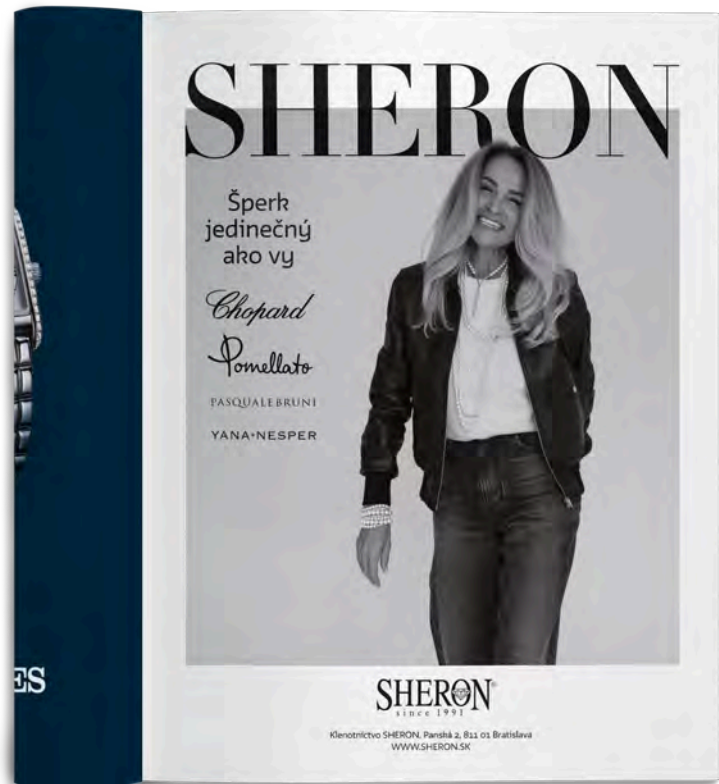 ES
SHERON
Šperk
jedinečný
ako vy
Chopard
Pomellato
PASQUALE BRUNI
YANA•NESPER
SHERON®
since 1991
Klenotníctvo SHERON, Panská 2, 811 01 Bratislava
WWW.SHERON.SK